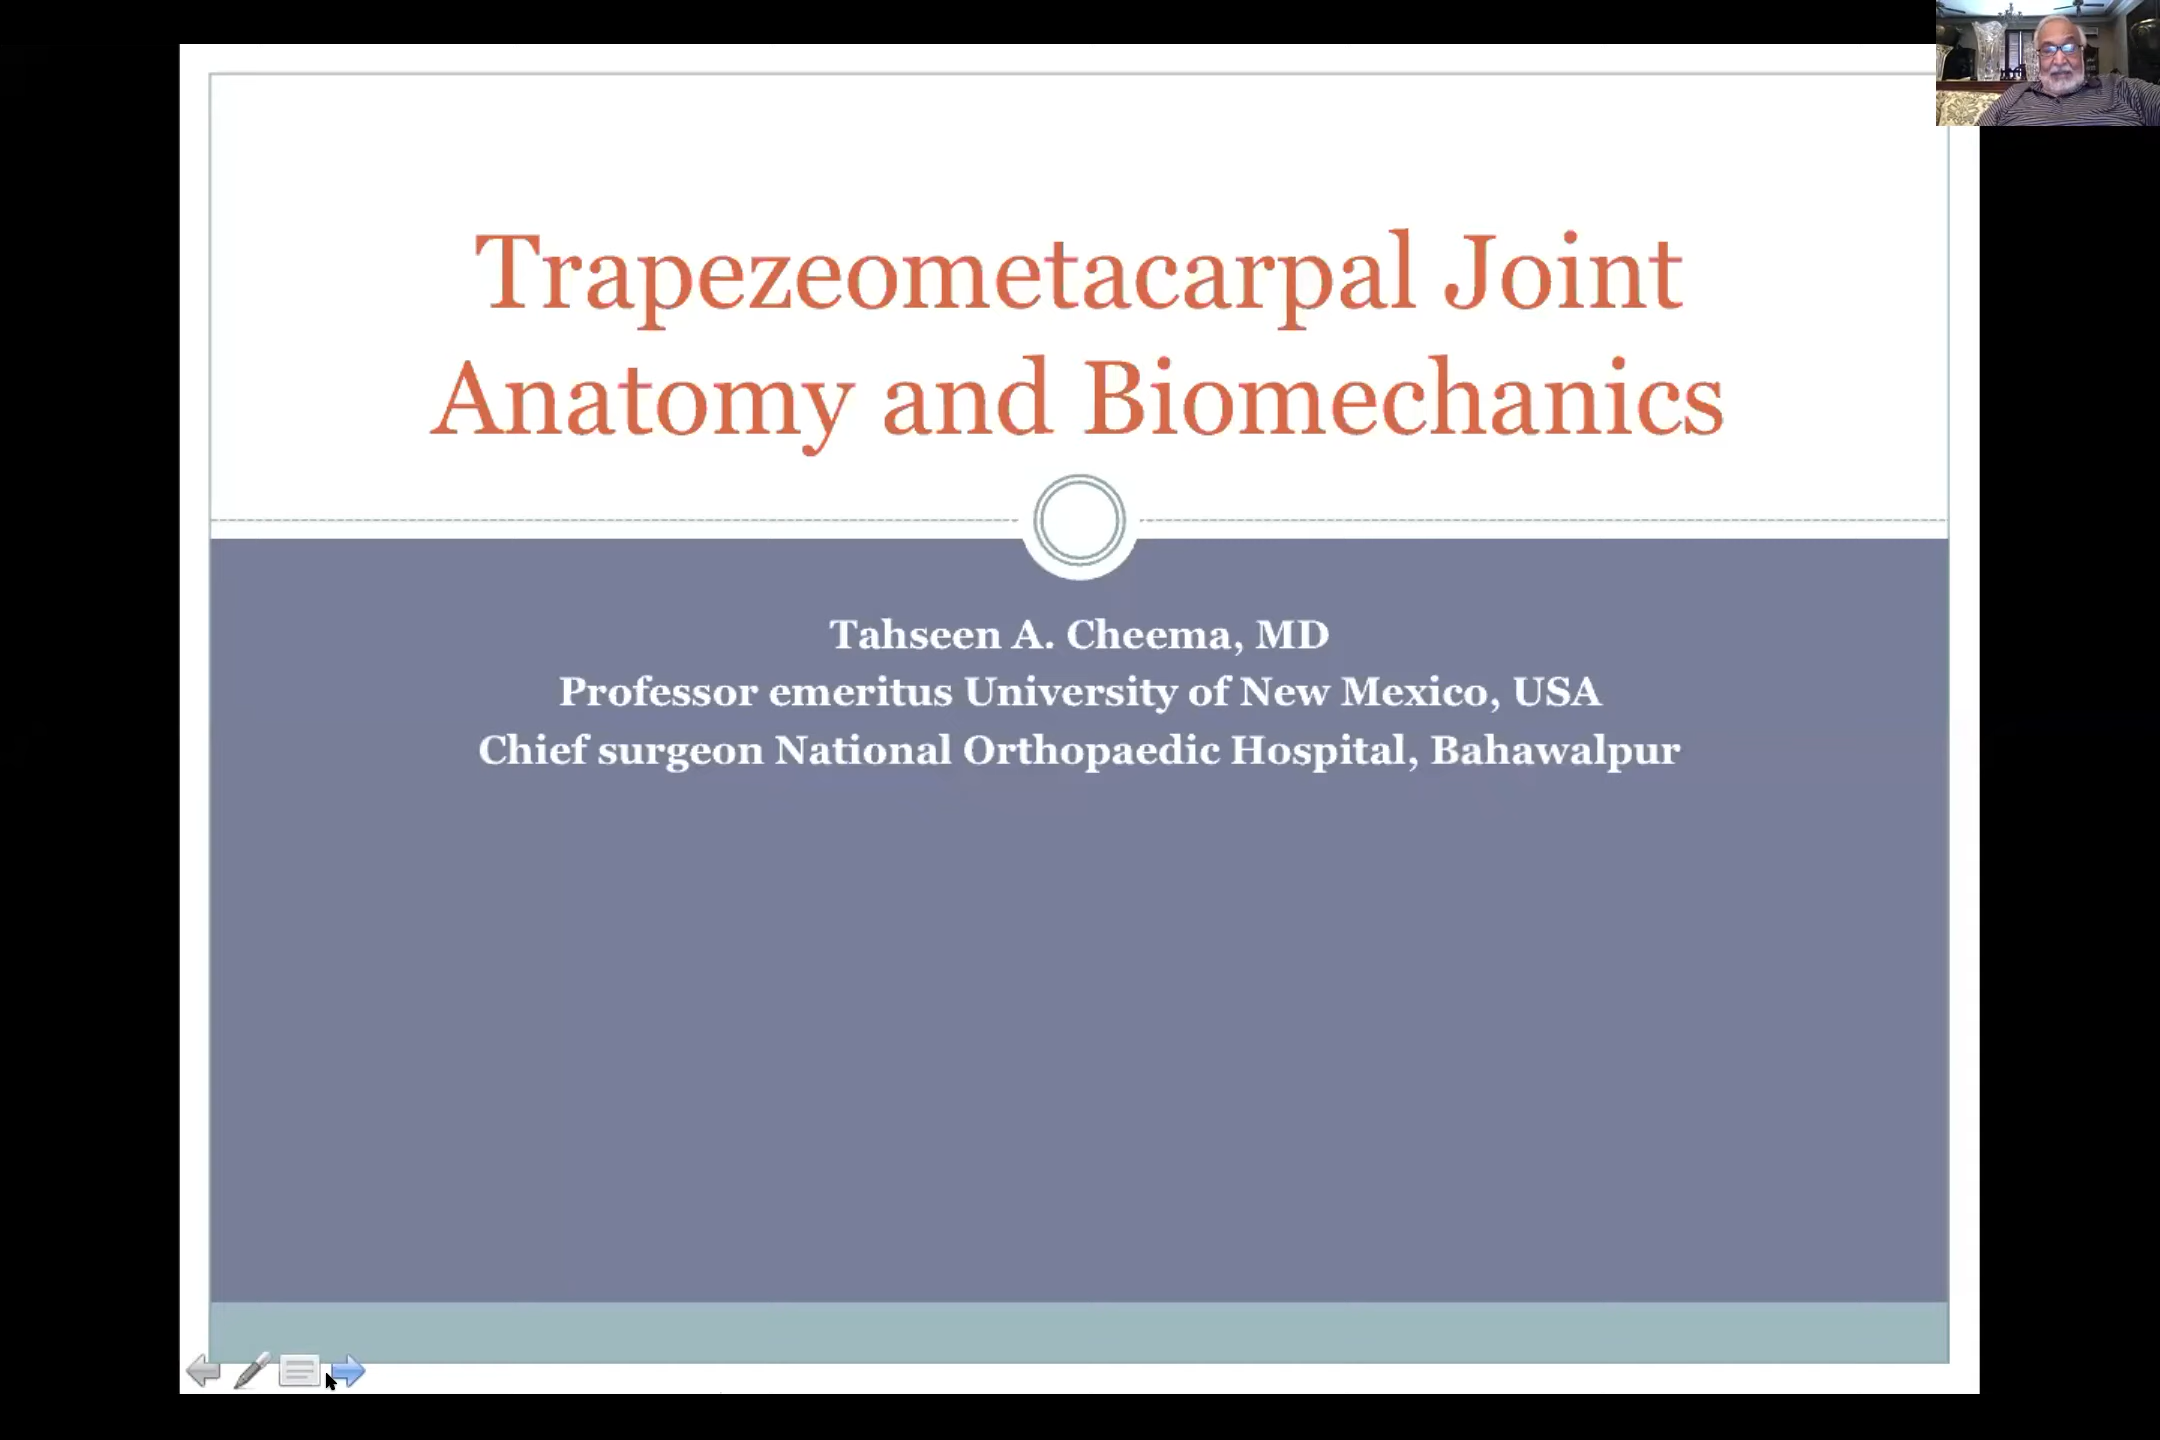 Trapezeometacarpal Joint
Anatomy and Biomechanics
Tahseen A. Cheema, MD
Professor emeritus University of New Mexico, USA
Chief surgeon National Orthopaedic Hospital, Bahawalpur